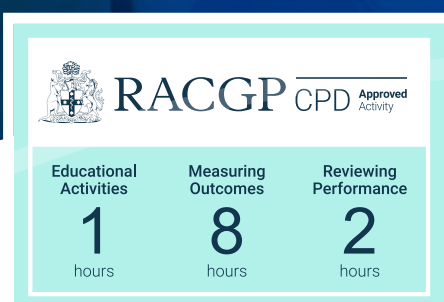 RACGP CPD Approved Activity
Educational Activities
1
hours
Measuring Outcomes
8
hours
Reviewing Performance
2
hours